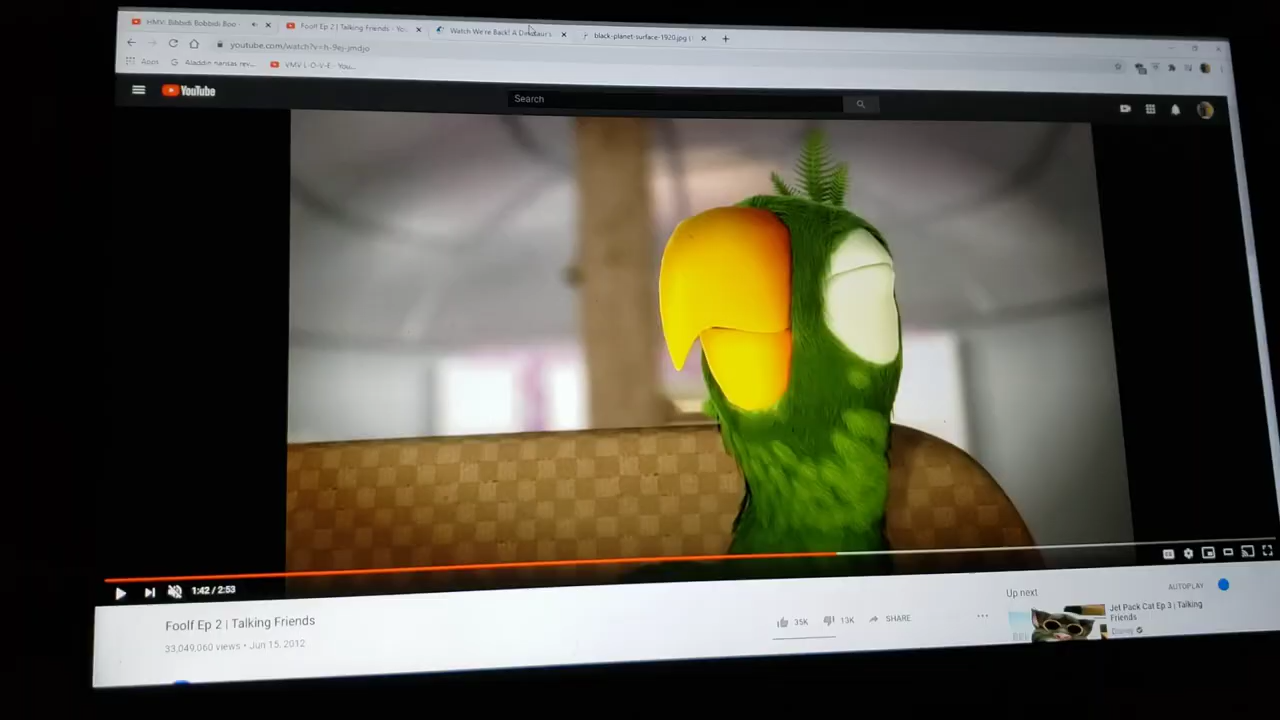 HMV: Bibbidi Bobbidi Boo
Foolf Ep 2 | Talking Friends - Yo...
Watch We're Back! A Dinosaur's
black-planet-surface-1920.jpg (
youtube.com/watch?v=h-9ej-jmdjo
Apps
Aladdin nansas rev...
VMV L-O-V-E - You...
YouTube
Search
1:42 / 2:53
Foolf Ep 2 | Talking Friends
33,049,060 views • Jun 15, 2012
35K
13K
SHARE
Up next
AUTOPLAY
Jet Pack Cat Ep 3 | Talking
Friends
Disney